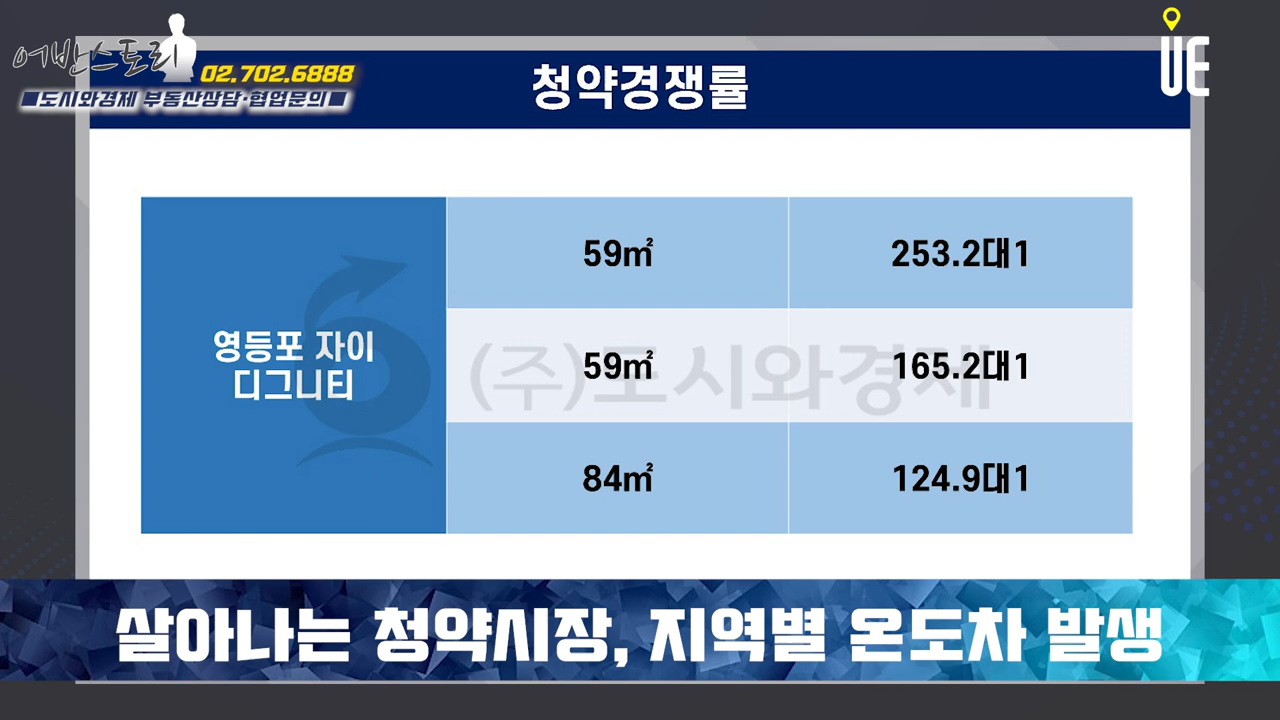 어반스토리
02.702.6888
■도시와경제 부동산상담·협업문의■
UE
청약경쟁률
영등포 자이
디그니티
59㎡
253.2대1
59㎡
165.2대1
84㎡
124.9대1
(주)도시와경제
살아나는 청약시장, 지역별 온도차 발생